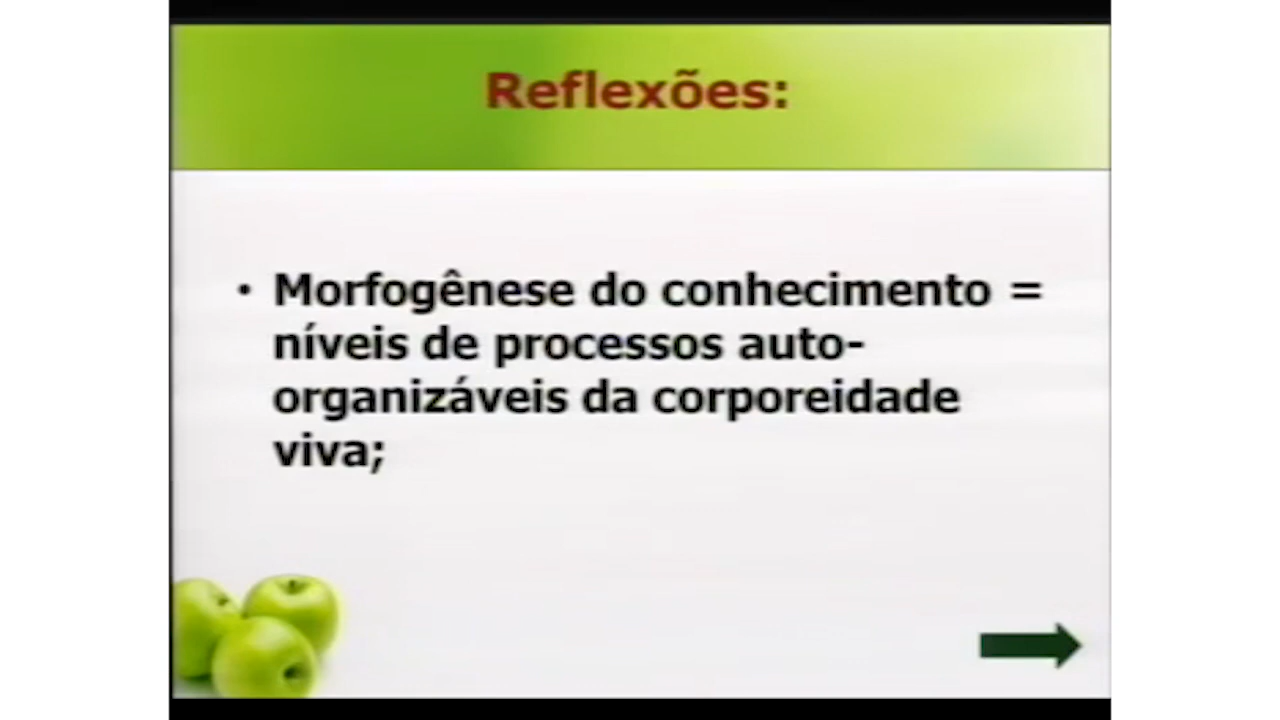 Reflexões:
• Morfogênese do conhecimento =
níveis de processos auto-
organizáveis da corporeidade
viva;